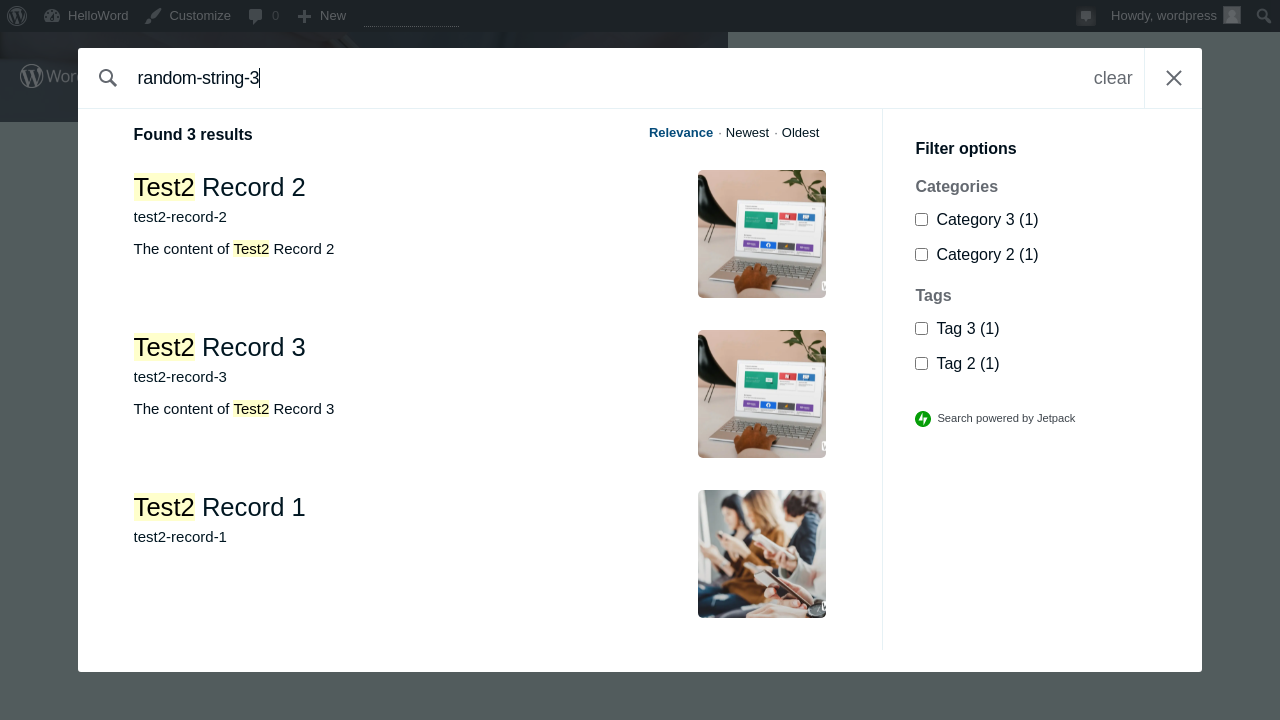 HelloWord
Customize
0
New
Howdy, wordpress
Word
random-string-3
clear
Found 3 results
Relevance · Newest · Oldest
Test2 Record 2
test2-record-2
The content of Test2 Record 2
Test2 Record 3
test2-record-3
The content of Test2 Record 3
Test2 Record 1
test2-record-1
Filter options
Categories
Category 3 (1)
Category 2 (1)
Tags
Tag 3 (1)
Tag 2 (1)
Search powered by Jetpack